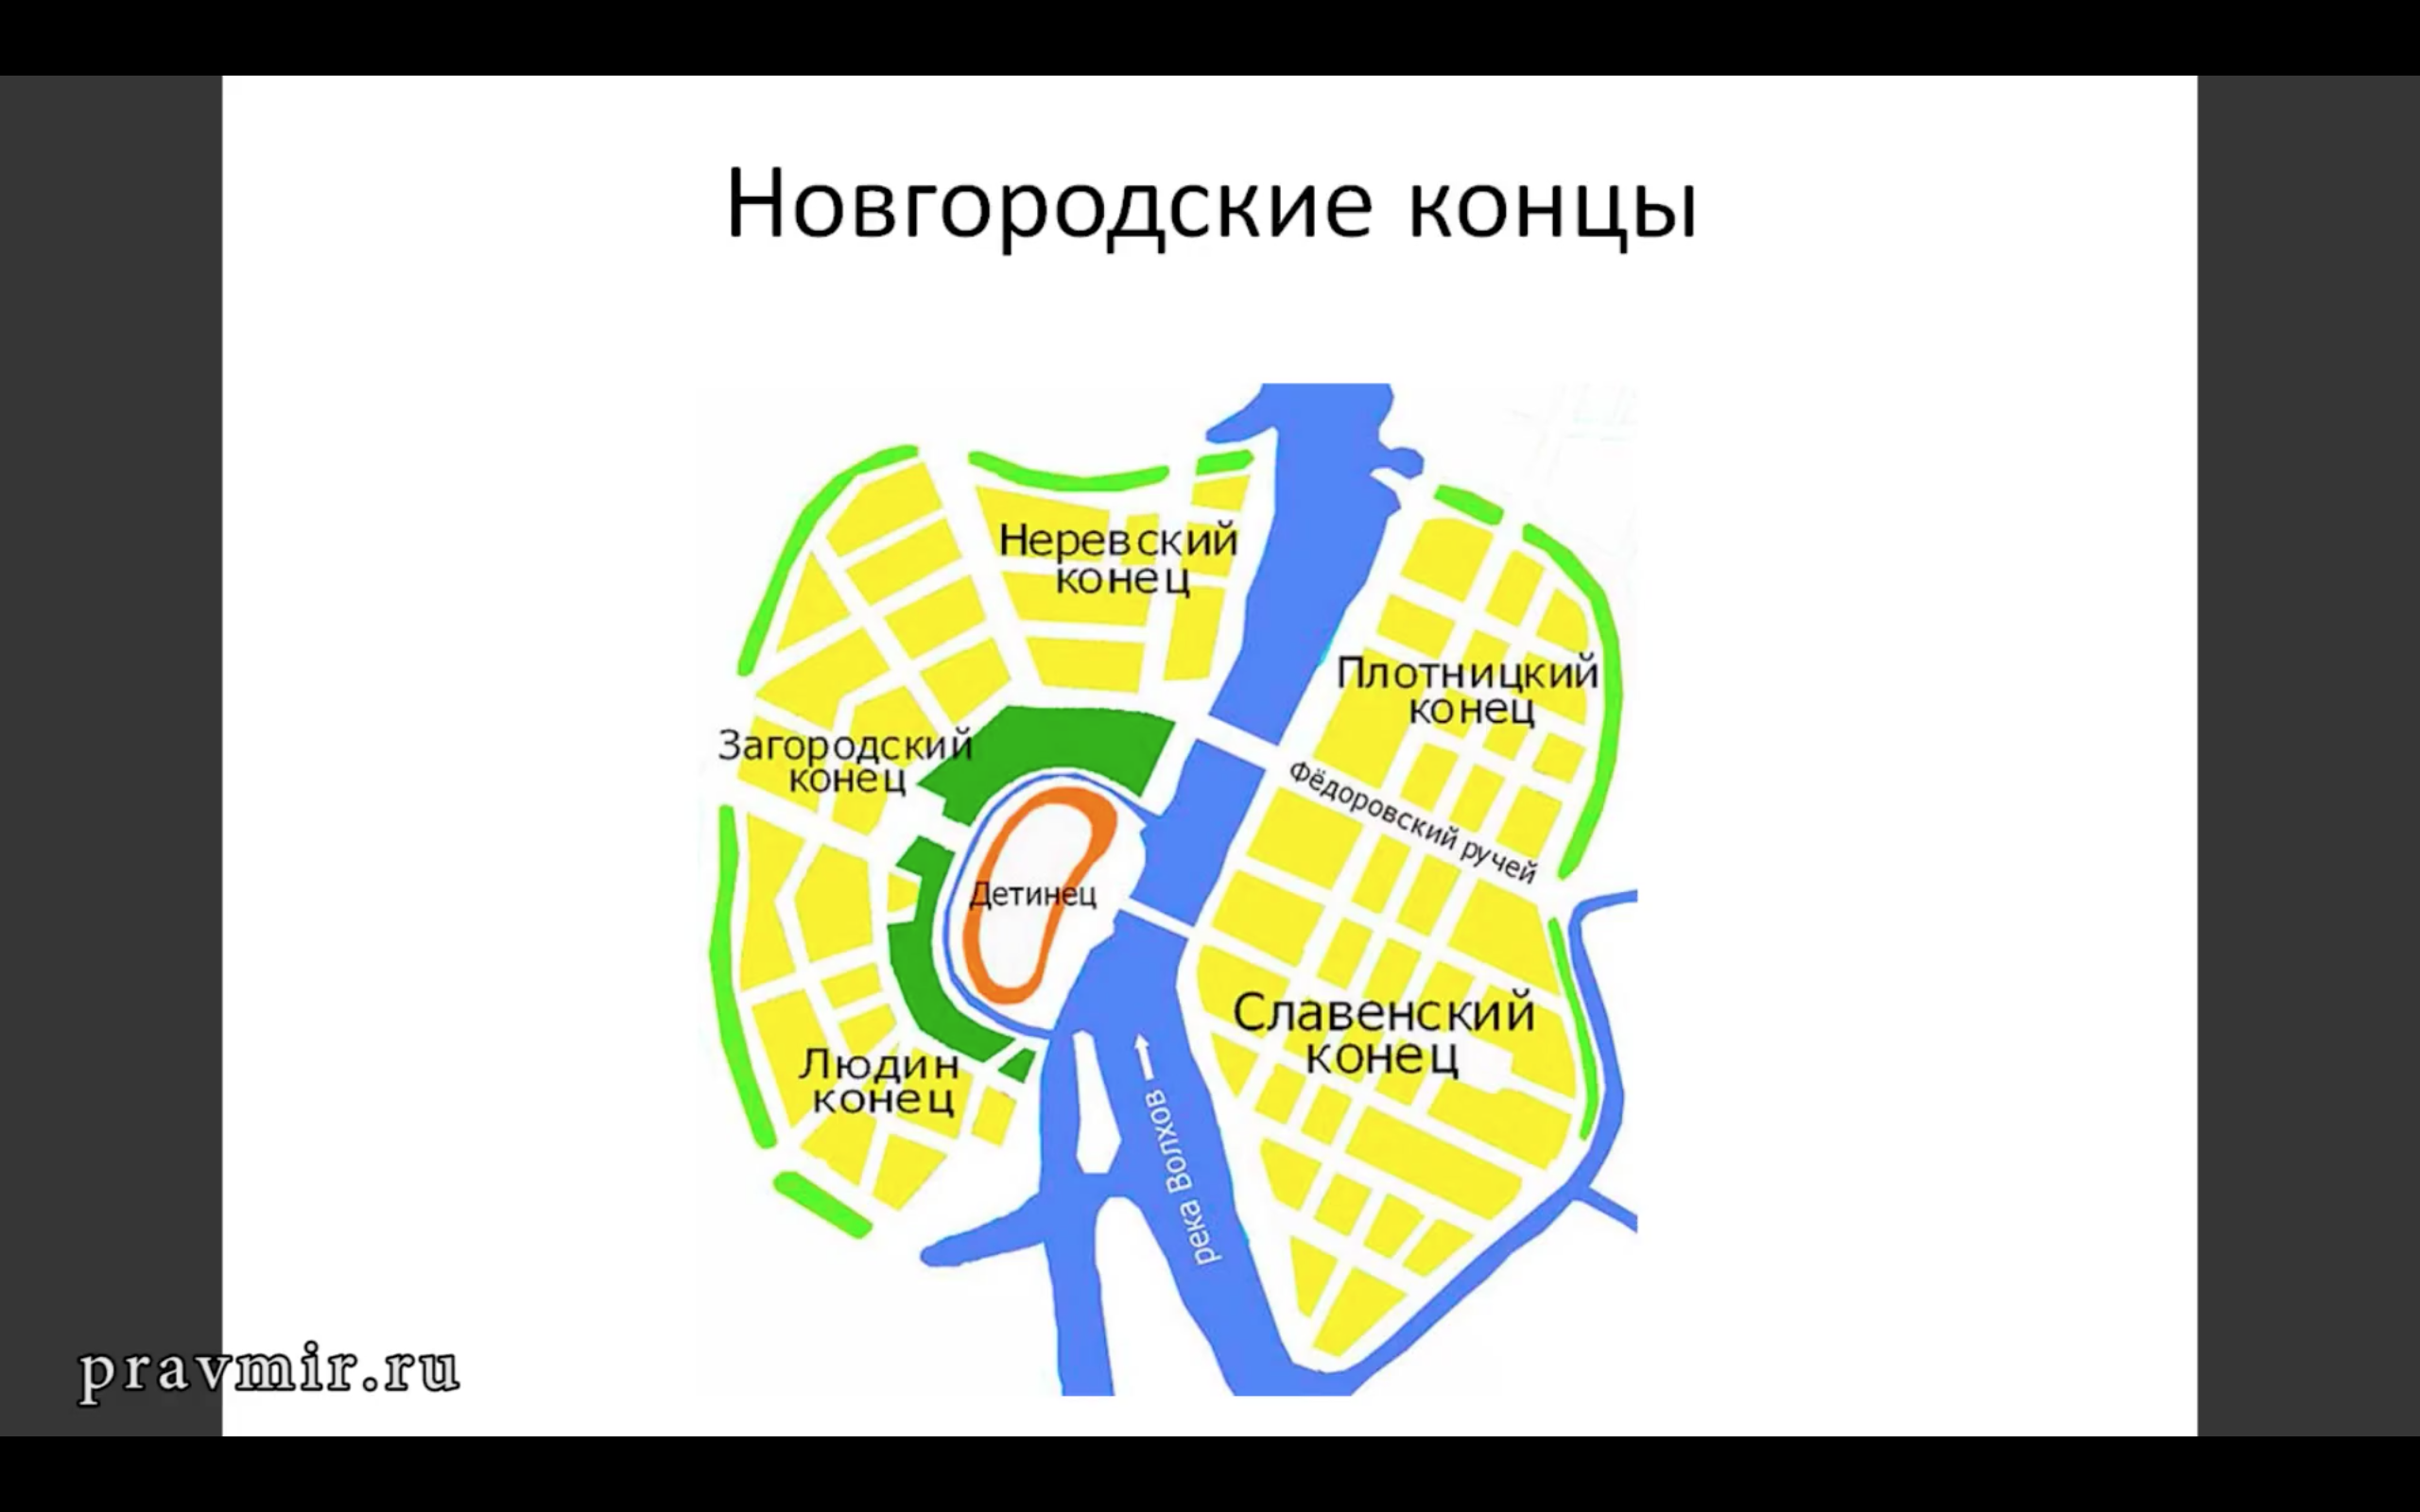 Новгородские концы
Неревский
конец
Плотницкий
конец
Загородский
конец
Фёдоровский ручей
Детинец
Славенский
конец
Людин
конец
река Волхов
pravmir.ru